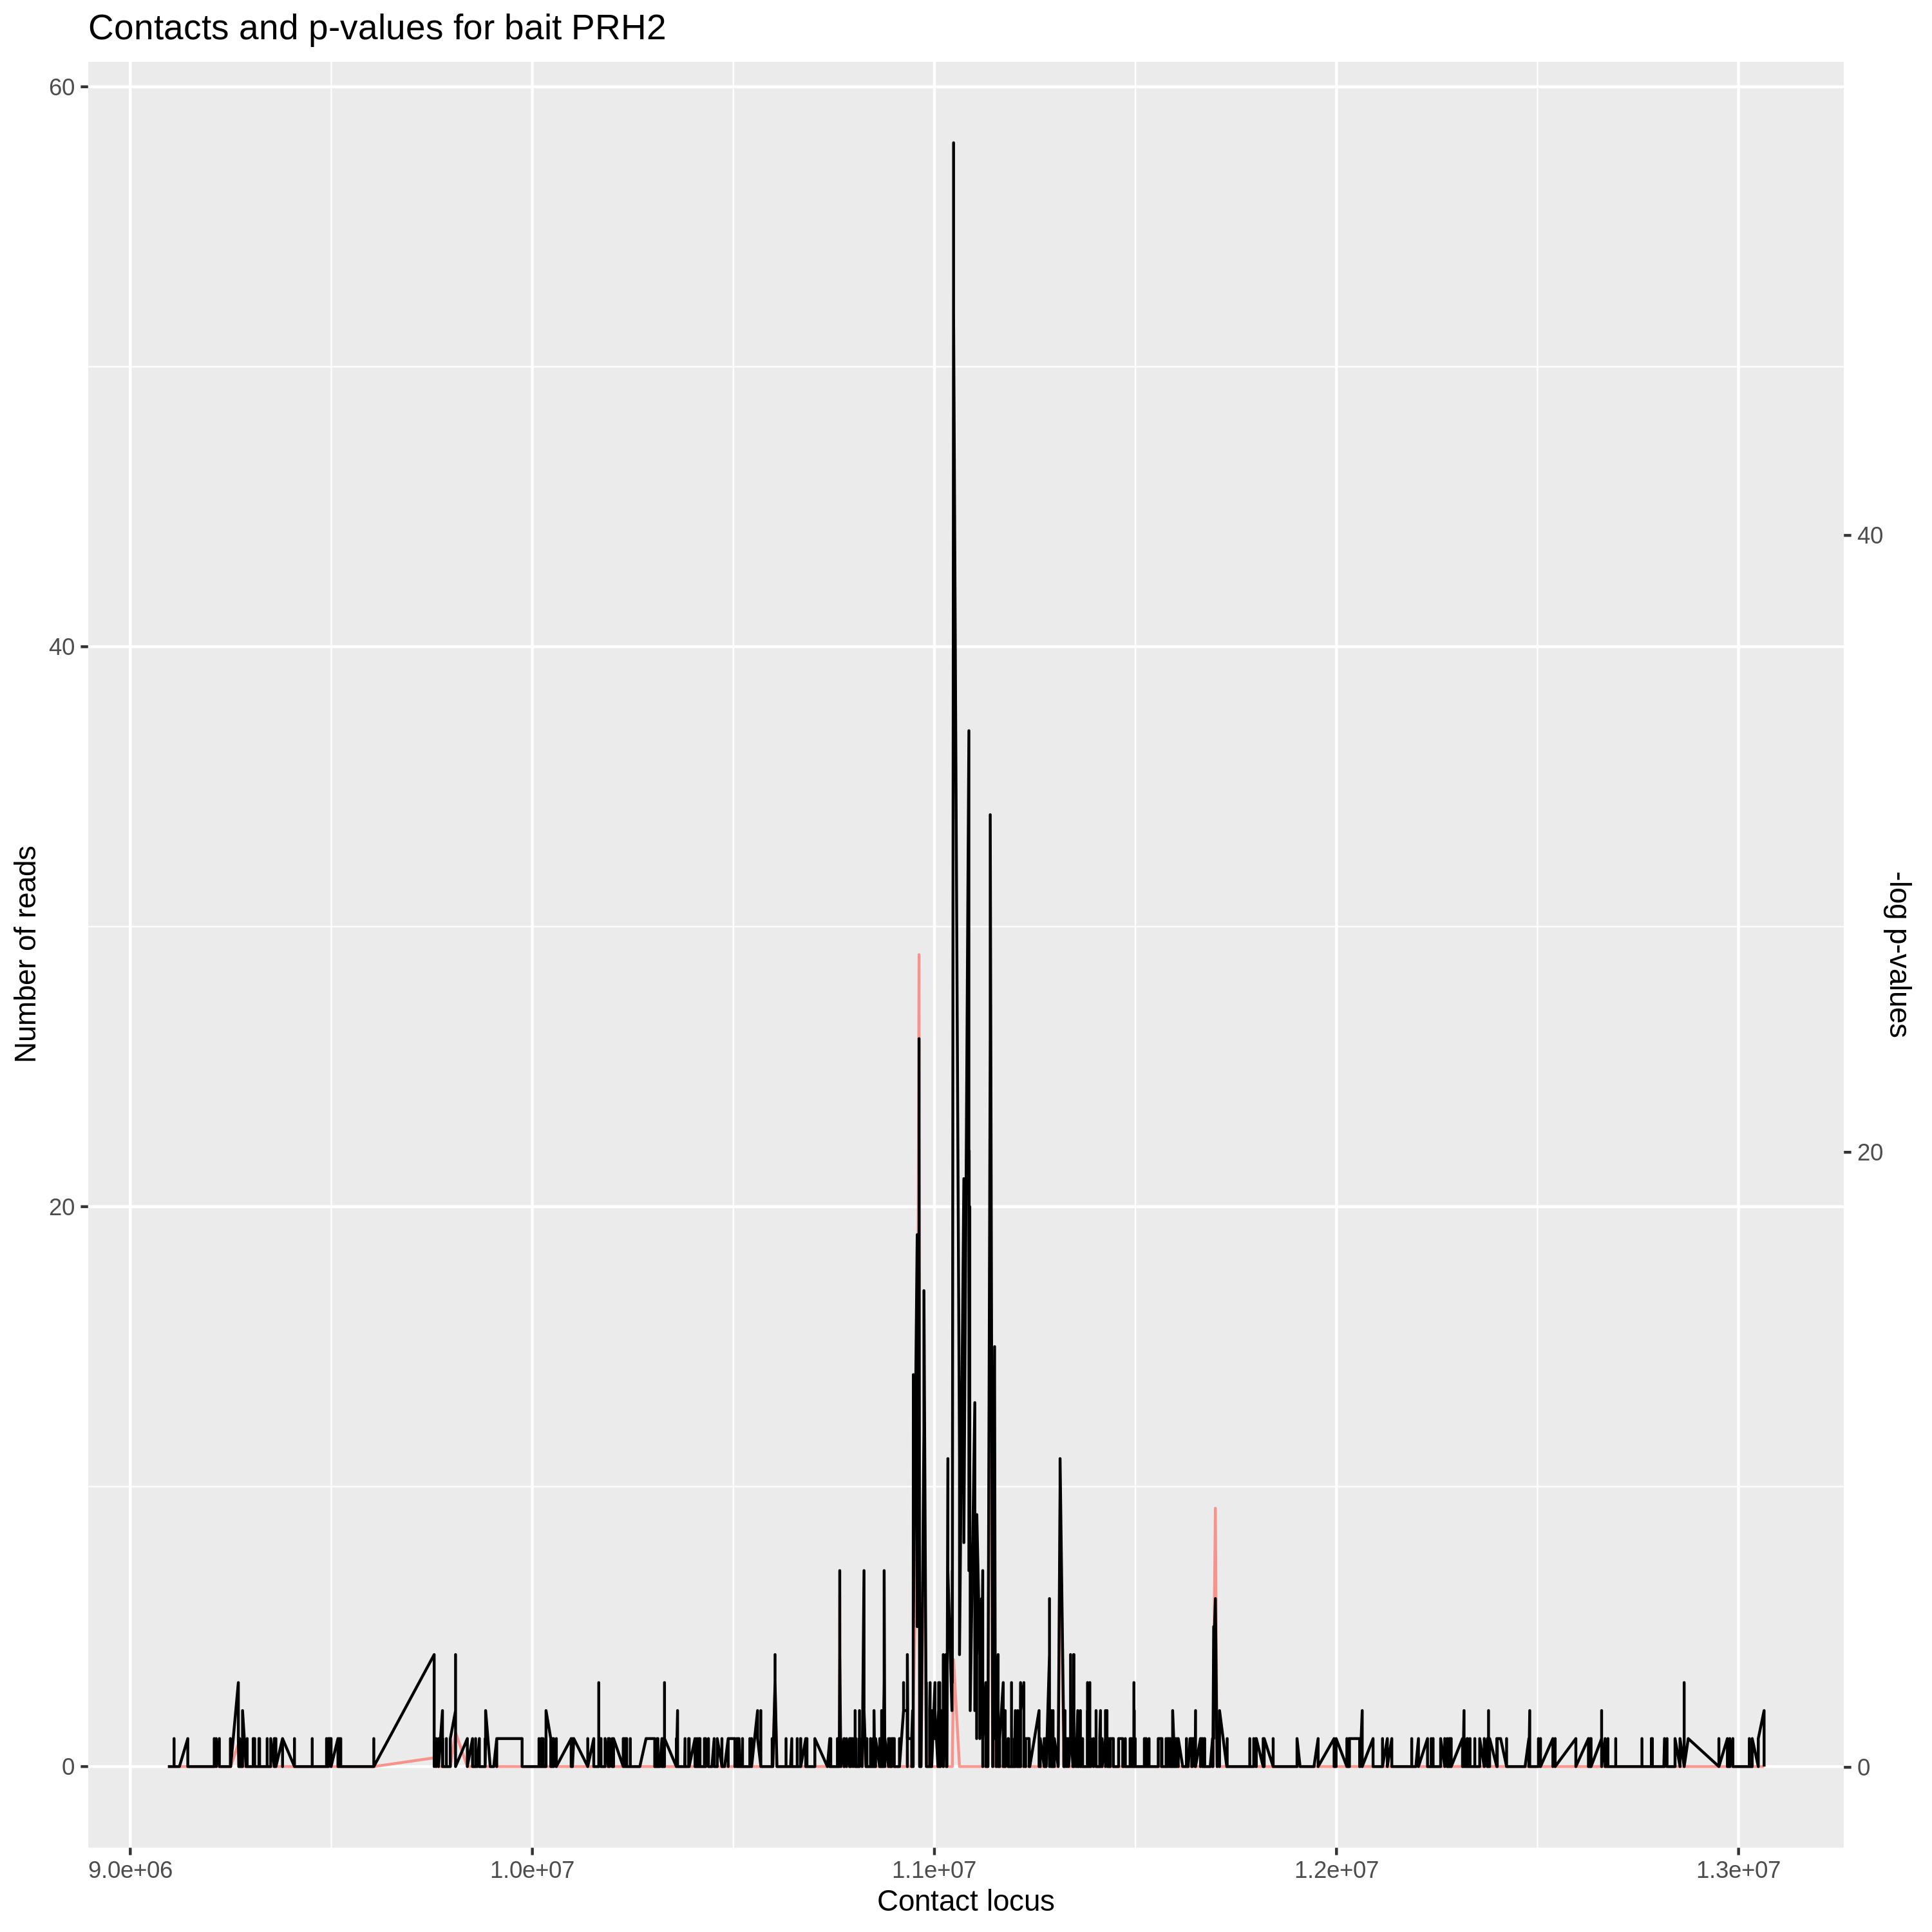 Contacts and p-values for bait PRH2
60
40
20
0
Number of reads
40
20
0
-log p-values
9.0e+06
1.0e+07
1.1e+07
1.2e+07
1.3e+07
Contact locus